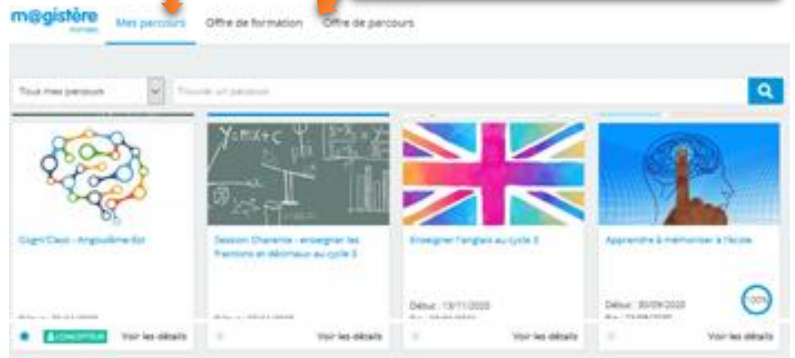 m@gistère
Mes parcours Offre de formation Offre de parcours
Tous mes parcours Trouver un parcours
y=mx+c
Cogni'Class - Angoulême-Est
Session Charente - enseigner les fractions et décimaux au cycle 3
Enseigner l'anglais au cycle 3
Apprendre à mémoriser à l'école
Début : 13/11/2020
Début : 30/09/2020
100%
CONCEPTEUR Voir les détails
Voir les détails
Voir les détails
Voir les détails